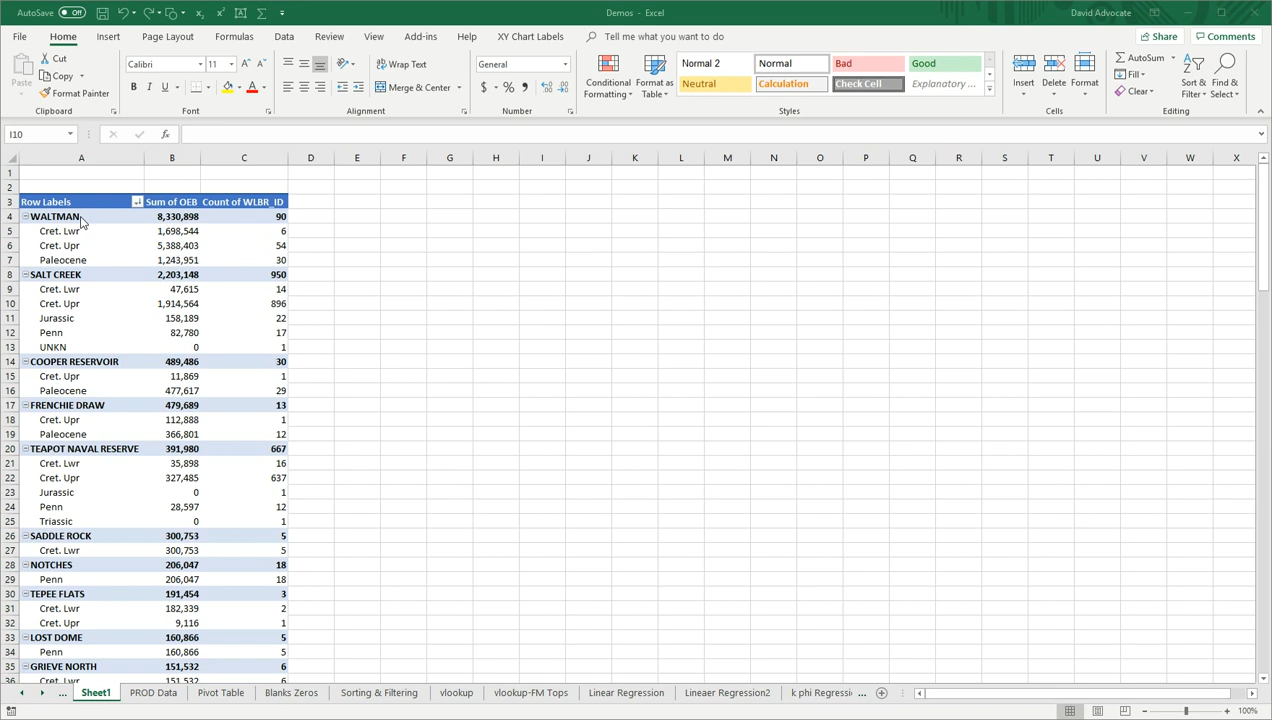 AutoSave Off Demos - Excel David Advocate
File Home Insert Page Layout Formulas Data Review View Add-ins Help XY Chart Labels Tell me what you want to do Share Comments
Paste Cut Copy Format Painter Clipboard
Calibri 11 B I U A Font
Wrap Text Merge & Center Alignment
General $ % , Number
Conditional Formatting Format as Table
Normal 2 Normal Bad Good
Neutral Calculation Check Cell Explanatory ...
Styles
Insert Delete Format Cells
AutoSum Fill Clear Sort & Filter Find & Select Editing
I10 fx
A B C D E F G H I J K L M N O P Q R S T U V W X
1
2
3 Row Labels Sum of OEB Count of WLBR_ID
4 WALTMAN 8,330,898 90
5 Cret. Lwr 1,698,544 6
6 Cret. Upr 5,388,403 54
7 Paleocene 1,243,951 30
8 SALT CREEK 2,203,148 950
9 Cret. Lwr 47,615 14
10 Cret. Upr 1,914,564 896
11 Jurassic 158,189 22
12 Penn 82,780 17
13 UNKN 0 1
14 COOPER RESERVOIR 489,486 30
15 Cret. Upr 11,869 1
16 Paleocene 477,617 29
17 FRENCHIE DRAW 479,689 13
18 Cret. Upr 112,888 1
19 Paleocene 366,801 12
20 TEAPOT NAVAL RESERVE 391,980 667
21 Cret. Lwr 35,898 16
22 Cret. Upr 327,485 637
23 Jurassic 0 1
24 Penn 28,597 12
25 Triassic 0 1
26 SADDLE ROCK 300,753 5
27 Cret. Lwr 300,753 5
28 NOTCHES 206,047 18
29 Penn 206,047 18
30 TEPEE FLATS 191,454 3
31 Cret. Lwr 182,339 2
32 Cret. Upr 9,116 1
33 LOST DOME 160,866 5
34 Penn 160,866 5
35 GRIEVE NORTH 151,532 6
36 Cret. Lwr 151,532 6
... Sheet1 PROD Data Pivot Table Blanks Zeros Sorting & Filtering vlookup vlookup-FM Tops Linear Regression Lineaer Regression2 k phi Regressi ...
100%